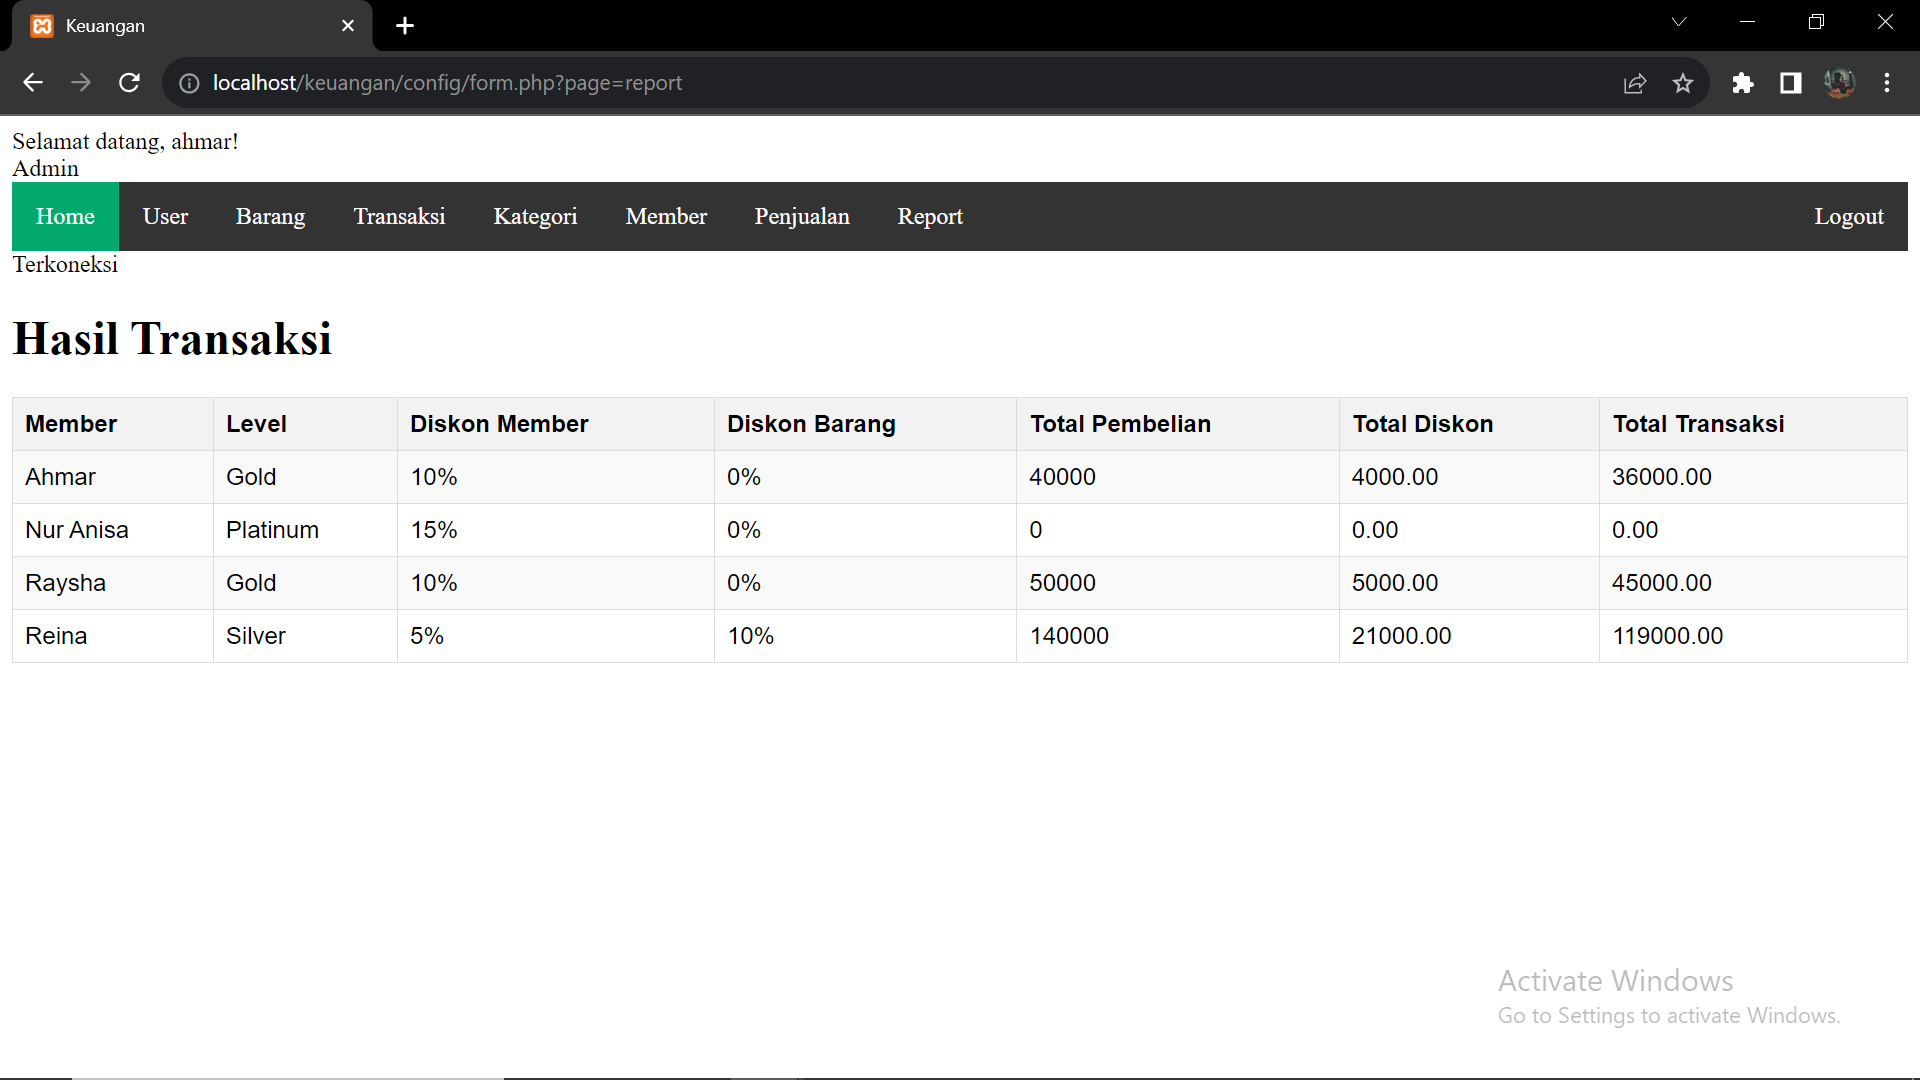 Keuangan
localhost/keuangan/config/form.php?page=report
Selamat datang, ahmar!
Admin
Home User Barang Transaksi Kategori Member Penjualan Report Logout
Terkoneksi
Hasil Transaksi
Member Level Diskon Member Diskon Barang Total Pembelian Total Diskon Total Transaksi
Ahmar Gold 10% 0% 40000 4000.00 36000.00
Nur Anisa Platinum 15% 0% 0 0.00 0.00
Raysha Gold 10% 0% 50000 5000.00 45000.00
Reina Silver 5% 10% 140000 21000.00 119000.00
Activate Windows
Go to Settings to activate Windows.